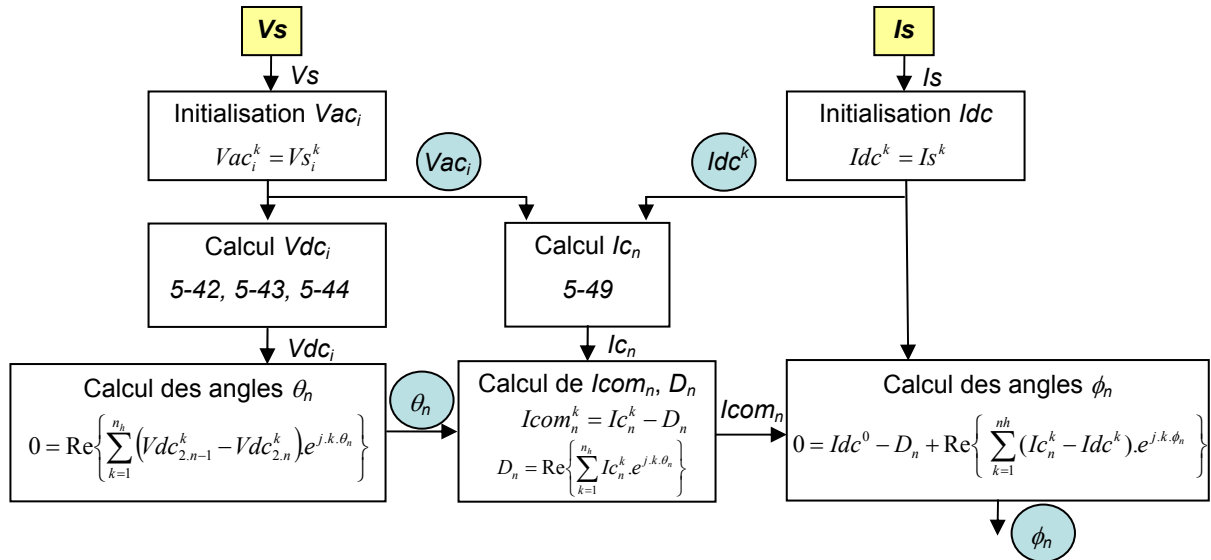 Vs
Is
Vs
Is
Initialisation Vac_i
Vac_i^k = Vs_i^k
Initialisation Idc
Idc^k = Is^k
Vac_i
Idc^k
Calcul Vdc_i
5-42, 5-43, 5-44
Calcul Ic_n
5-49
Vdc_i
Ic_n
Calcul des angles θ_n
0 = Re{∑_{k=1}^{n_h} (Vdc_{2.n-1}^k − Vdc_{2.n}^k).e^{j.k.θ_n}}
θ_n
Calcul de Icom_n, D_n
Icom_n^k = Ic_n^k − D_n
D_n = Re{∑_{k=1}^{n_h} Ic_n^k.e^{j.k.θ_n}}
Icom_n
Calcul des angles ϕ_n
0 = Idc^0 − D_n + Re{∑_{k=1}^{nh} (Ic_n^k − Idc^k).e^{j.k.ϕ_n}}
ϕ_n